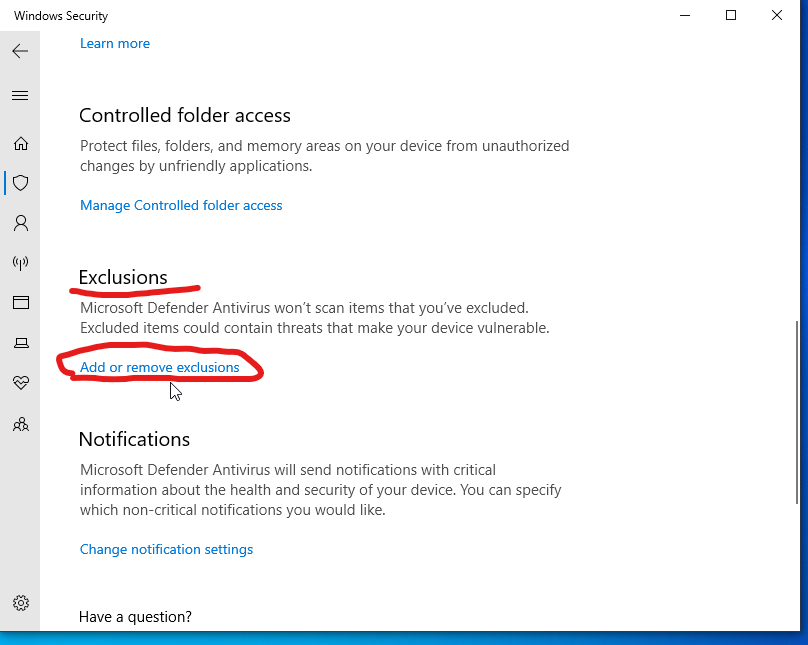 Windows Security
Learn more
Controlled folder access
Protect files, folders, and memory areas on your device from unauthorized
changes by unfriendly applications.
Manage Controlled folder access
Exclusions
Microsoft Defender Antivirus won't scan items that you've excluded.
Excluded items could contain threats that make your device vulnerable.
Add or remove exclusions
Notifications
Microsoft Defender Antivirus will send notifications with critical
information about the health and security of your device. You can specify
which non-critical notifications you would like.
Change notification settings
Have a question?